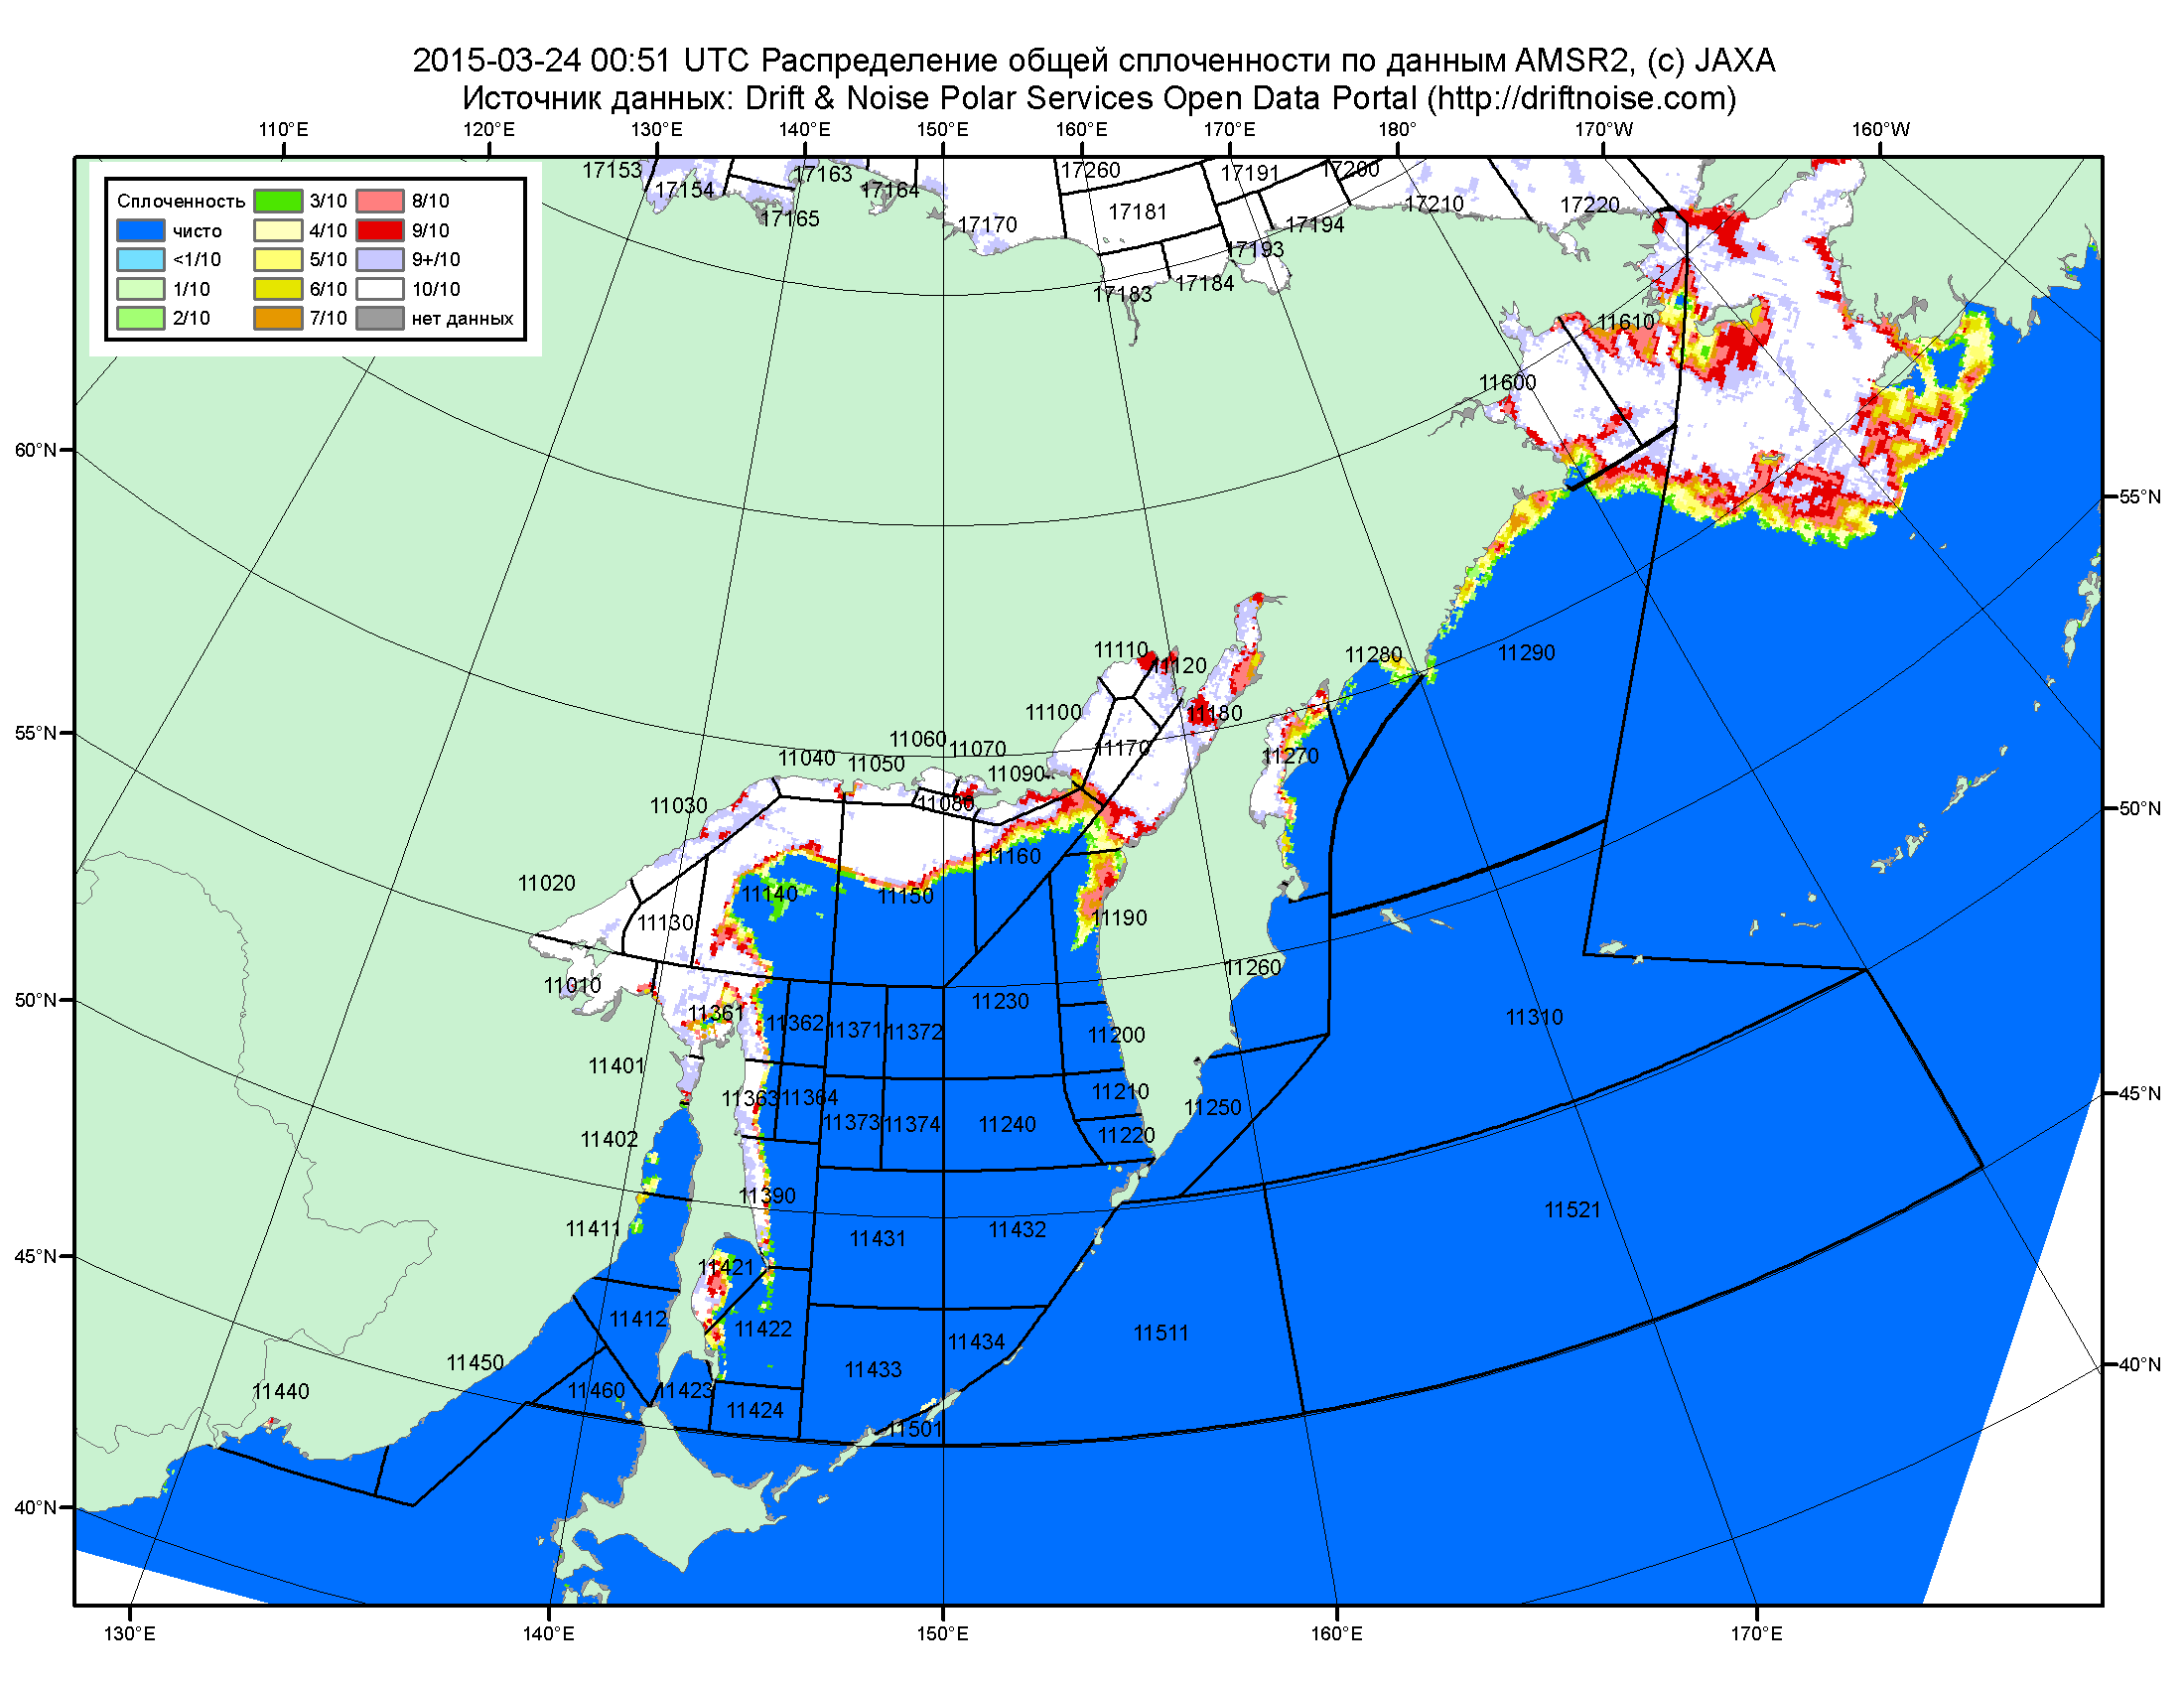 2015-03-24 00:51 UTC Распределение общей сплоченности по данным AMSR2, (c) JAXA
Источник данных: Drift & Noise Polar Services Open Data Portal (http://driftnoise.com)
110°E 120°E 130°E 140°E 150°E 160°E 170°E 180° 170°W 160°W
Сплоченность 3/10 8/10
чисто 4/10 9/10
<1/10 5/10 9+/10
1/10 6/10 10/10
2/10 7/10 нет данных
17153 17154 17163 17164 17260 17191 17200
17165 17170 17181 17194 17210 17220
17193
17183 17184
11610
11600
60°N
55°N
11110 11120 11280 11290
11100 11180
55°N 11060 11070 11170 11270
11040 11050 11090
11030 11080 50°N
11160
11020 11140 11150
11130 11190
11260
50°N 11010 11230 11310
11361 11362 11371 11372 11200
11401
11363 11364 11210 45°N
11373 11374 11240 11250
11402 11220
11390
11411 11431 11432 11521
45°N 11421
11412 11422 11434 11511
11450 11433 40°N
11440 11460 11423
11424
11501
40°N
130°E 140°E 150°E 160°E 170°E